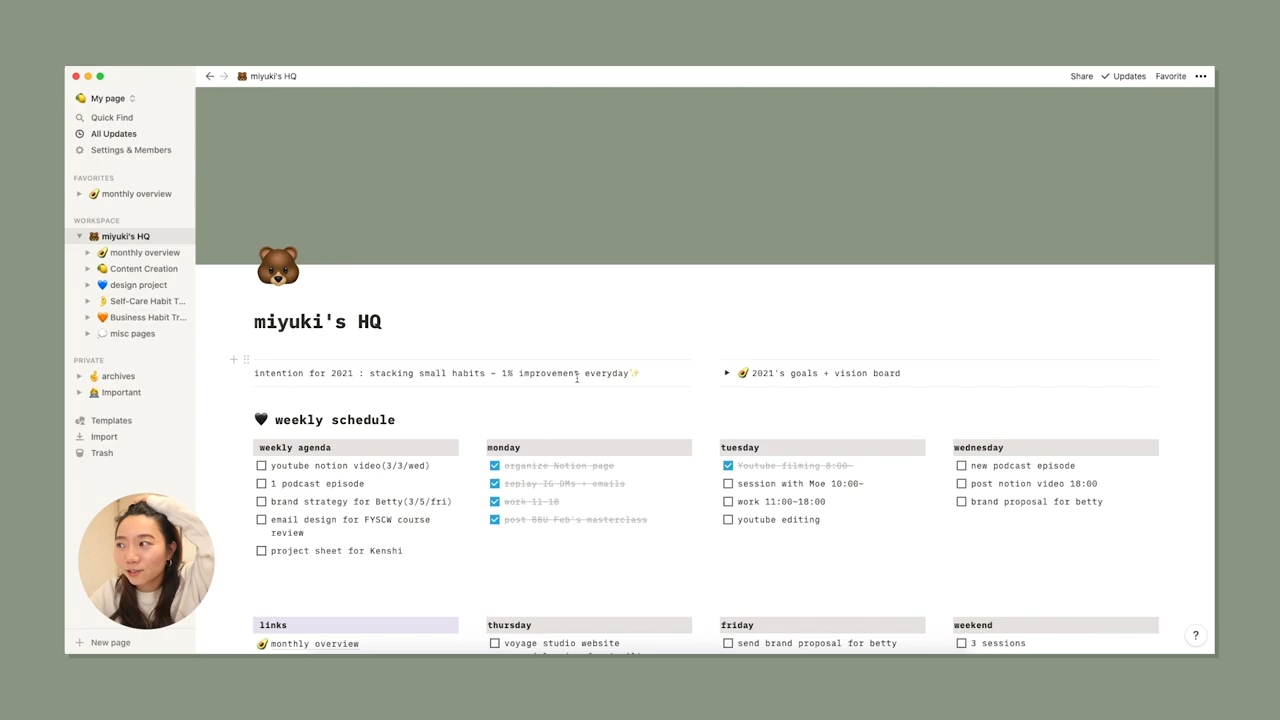 miyuki's HQ
Share
Updates
Favorite
My page
Quick Find
All Updates
Settings & Members
FAVORITES
monthly overview
WORKSPACE
miyuki's HQ
monthly overview
Content Creation
design project
Self-Care Habit T...
Business Habit Tr...
misc pages
PRIVATE
archives
Important
Templates
Import
Trash
New page
miyuki's HQ
intention for 2021 : stacking small habits ~ 1% improvement everyday✨
2021's goals + vision board
🖤 weekly schedule
weekly agenda
youtube notion video(3/3/wed)
1 podcast episode
brand strategy for Betty(3/5/fri)
email design for FYSCW course
review
project sheet for Kenshi
monday
organize Notion page
replay IG DMs + emails
work 11-18
post BBU Feb's masterclass
tuesday
Youtube filming 8:00~
session with Moe 10:00~
work 11:00~18:00
youtube editing
wednesday
new podcast episode
post notion video 18:00
brand proposal for betty
links
monthly overview
thursday
voyage studio website
friday
send brand proposal for betty
weekend
3 sessions
?